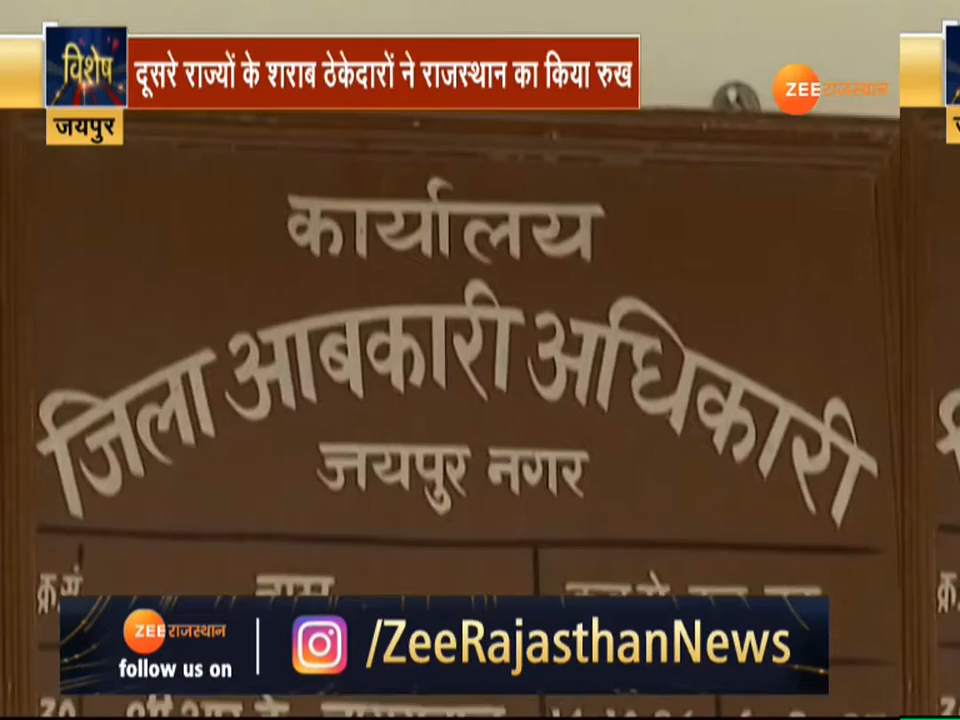 विशेष
दूसरे राज्यों के शराब ठेकेदारों ने राजस्थान का किया रुख
ZEE राजस्थान
जयपुर
कार्यालय
जिला आबकारी अधिकारी
जयपुर नगर
क्र.सं
नाम
ZEE राजस्थान
follow us on
/ZeeRajasthanNews